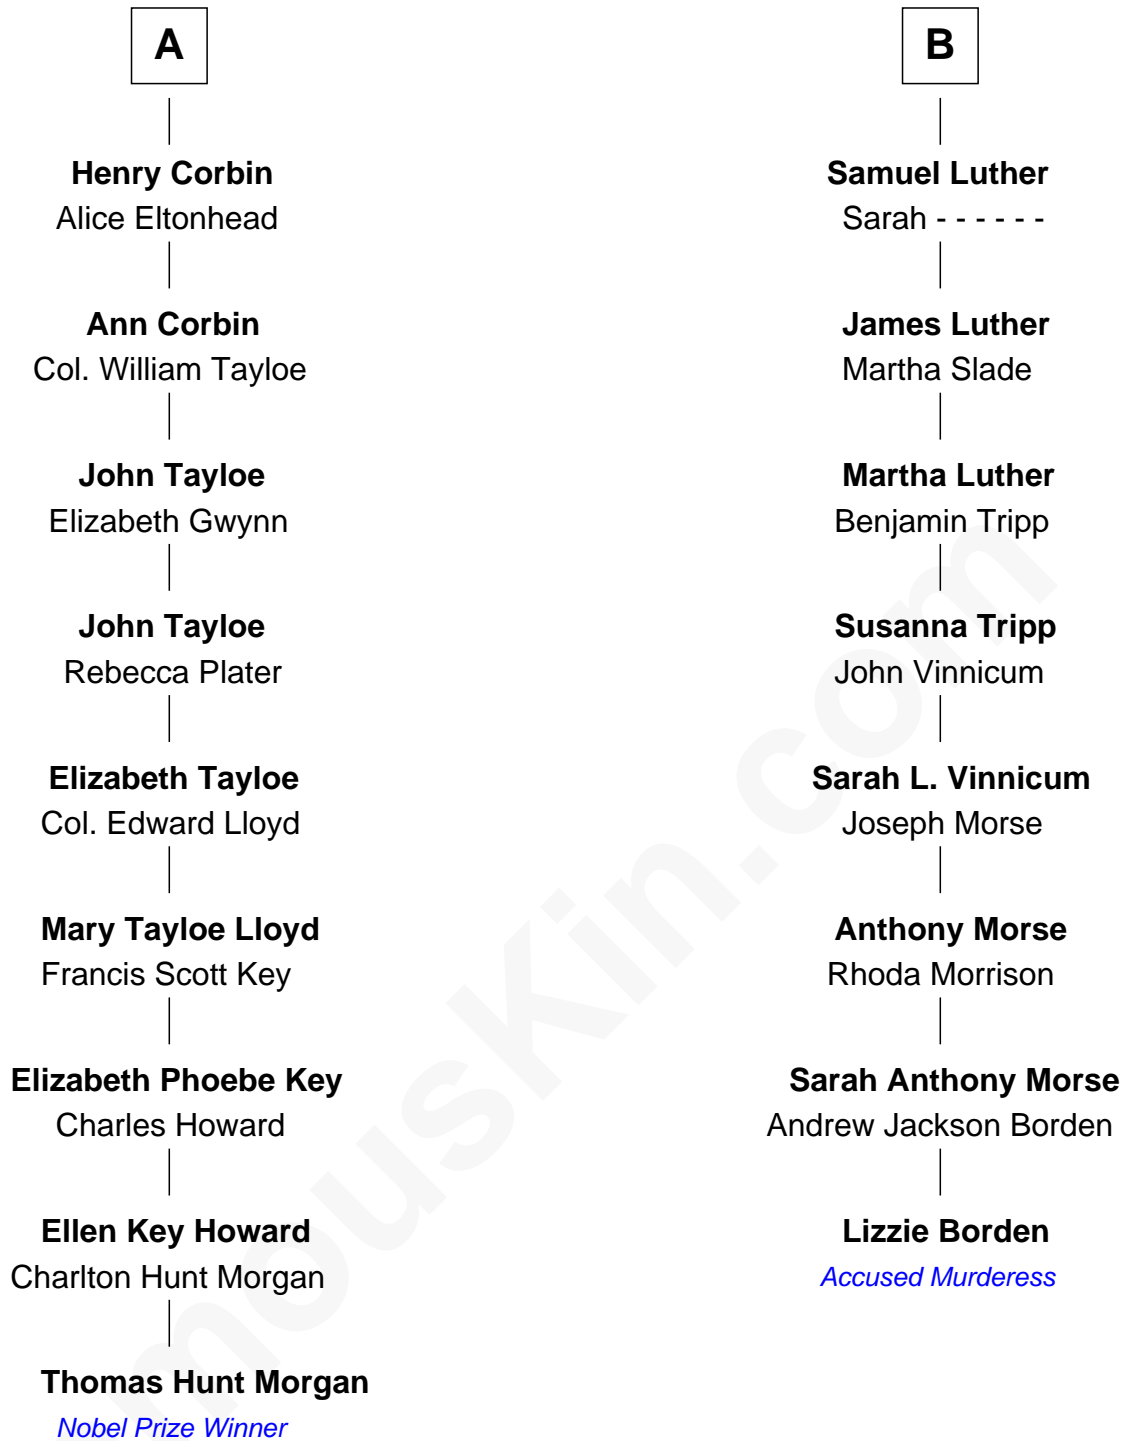 A
Henry Corbin
Alice Eltonhead
Ann Corbin
Col. William Tayloe
John Tayloe
Elizabeth Gwynn
John Tayloe
Rebecca Plater
Elizabeth Tayloe
Col. Edward Lloyd
Mary Tayloe Lloyd
Francis Scott Key
Elizabeth Phoebe Key
Charles Howard
Ellen Key Howard
Charlton Hunt Morgan
Thomas Hunt Morgan
Nobel Prize Winner
B
Samuel Luther
Sarah - - - - - -
James Luther
Martha Slade
Martha Luther
Benjamin Tripp
Susanna Tripp
John Vinnicum
Sarah L. Vinnicum
Joseph Morse
Anthony Morse
Rhoda Morrison
Sarah Anthony Morse
Andrew Jackson Borden
Lizzie Borden
Accused Murderess
mouskin.com